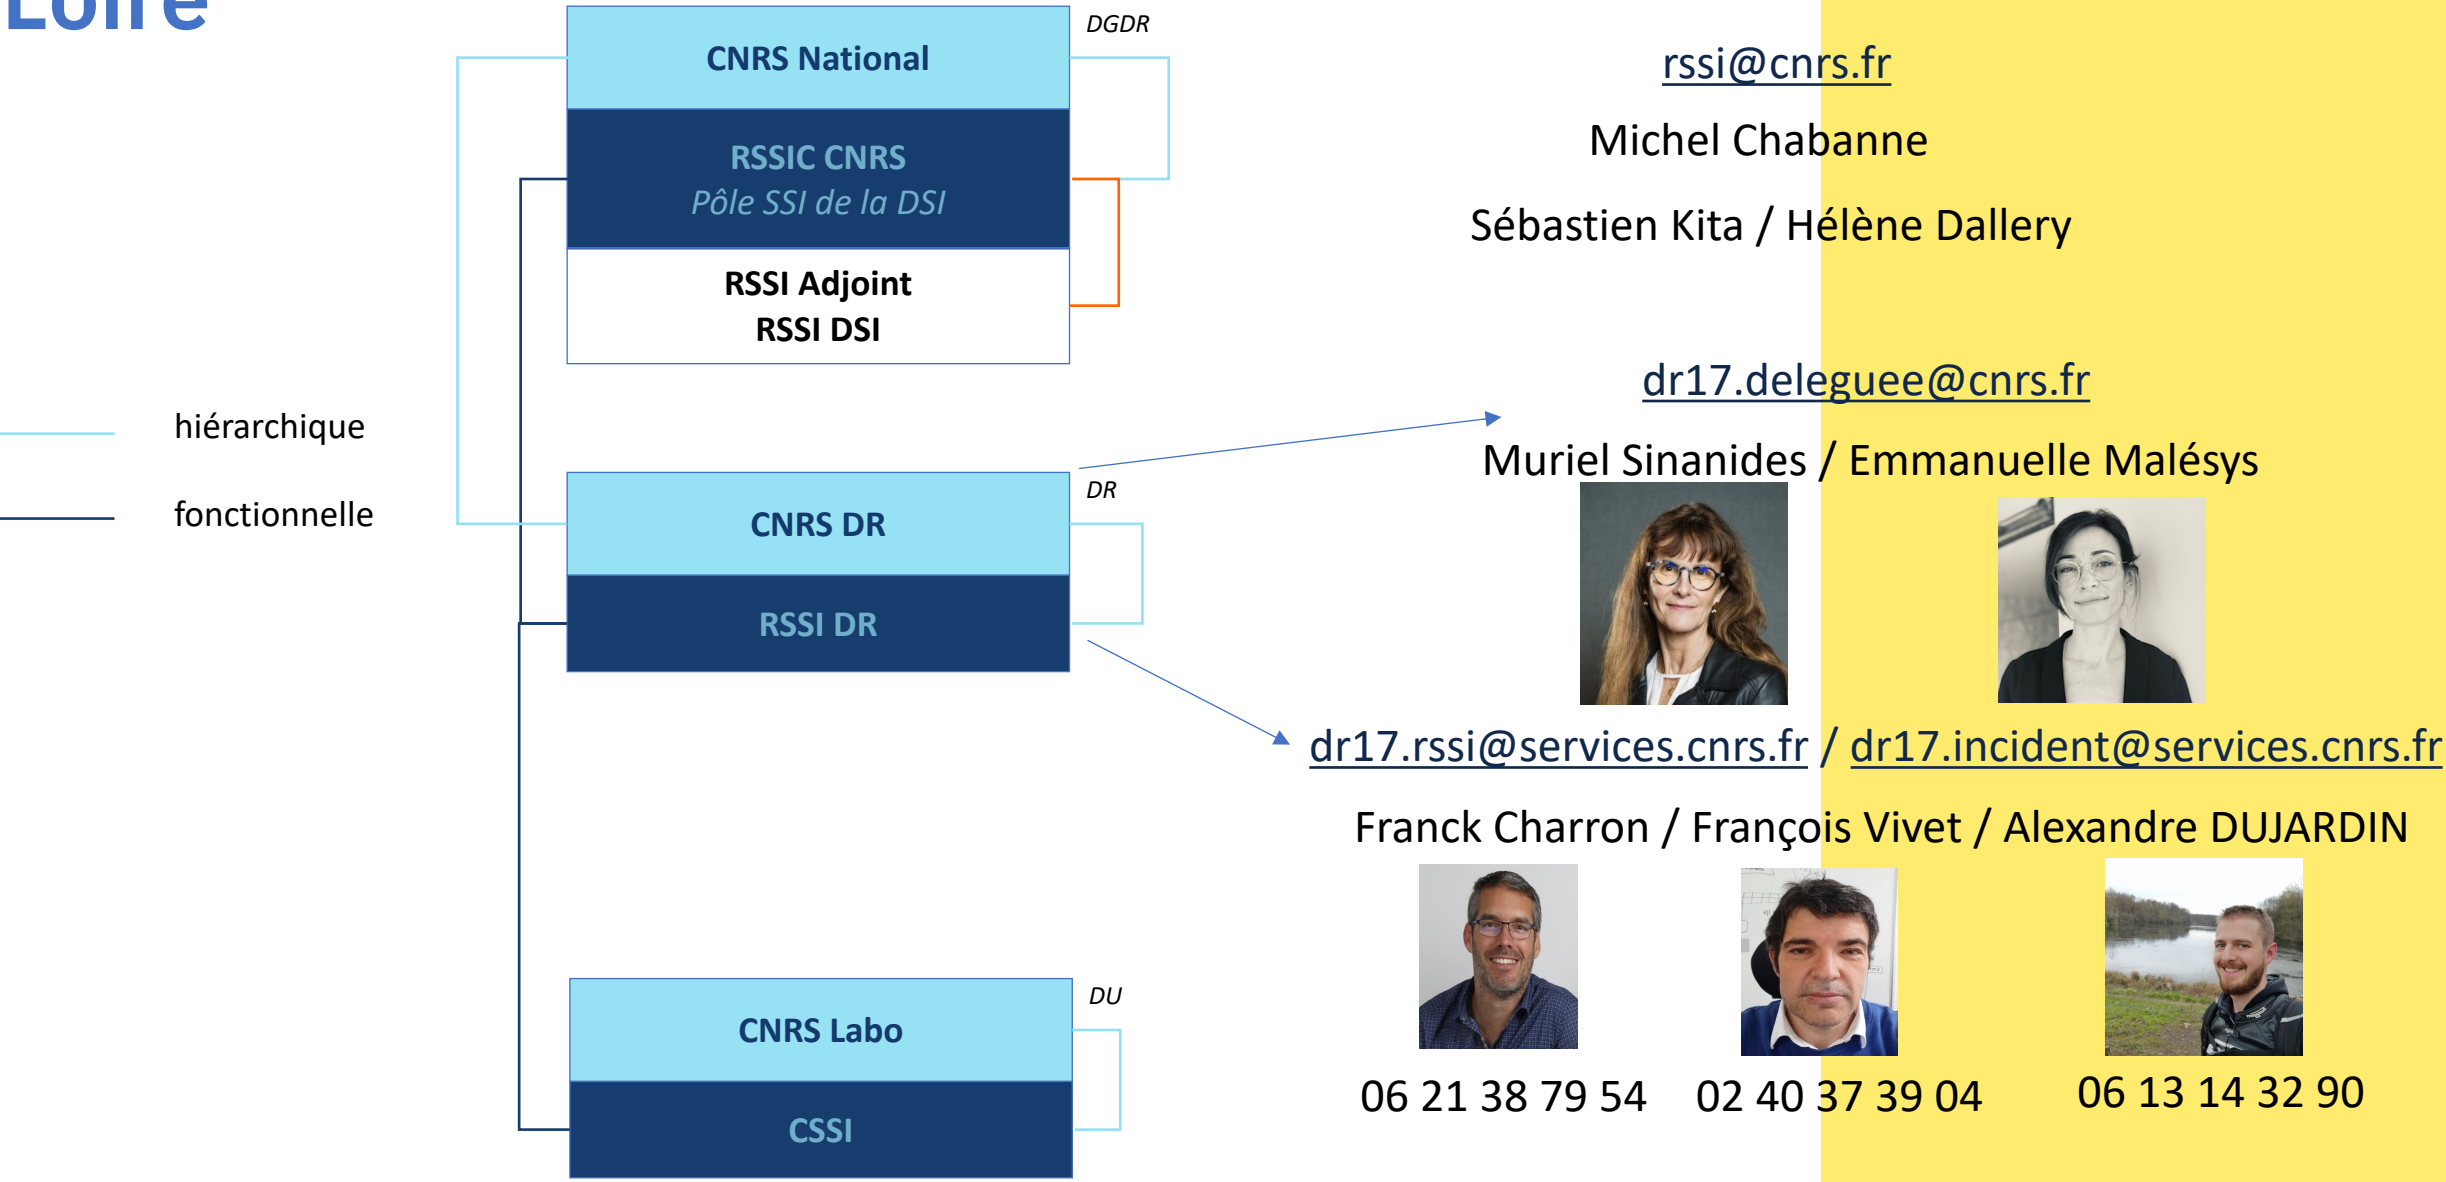 Loire
DGDR
CNRS National
RSSIC CNRS
Pôle SSI de la DSI
RSSI Adjoint
RSSI DSI
rssi@cnrs.fr
Michel Chabanne
Sébastien Kita / Hélène Dallery
hiérarchique
fonctionnelle
DR
CNRS DR
RSSI DR
dr17.deleguee@cnrs.fr
Muriel Sinanides / Emmanuelle Malésys
dr17.rssi@services.cnrs.fr / dr17.incident@services.cnrs.fr
Franck Charron / François Vivet / Alexandre DUJARDIN
06 21 38 79 54 02 40 37 39 04 06 13 14 32 90
DU
CNRS Labo
CSSI